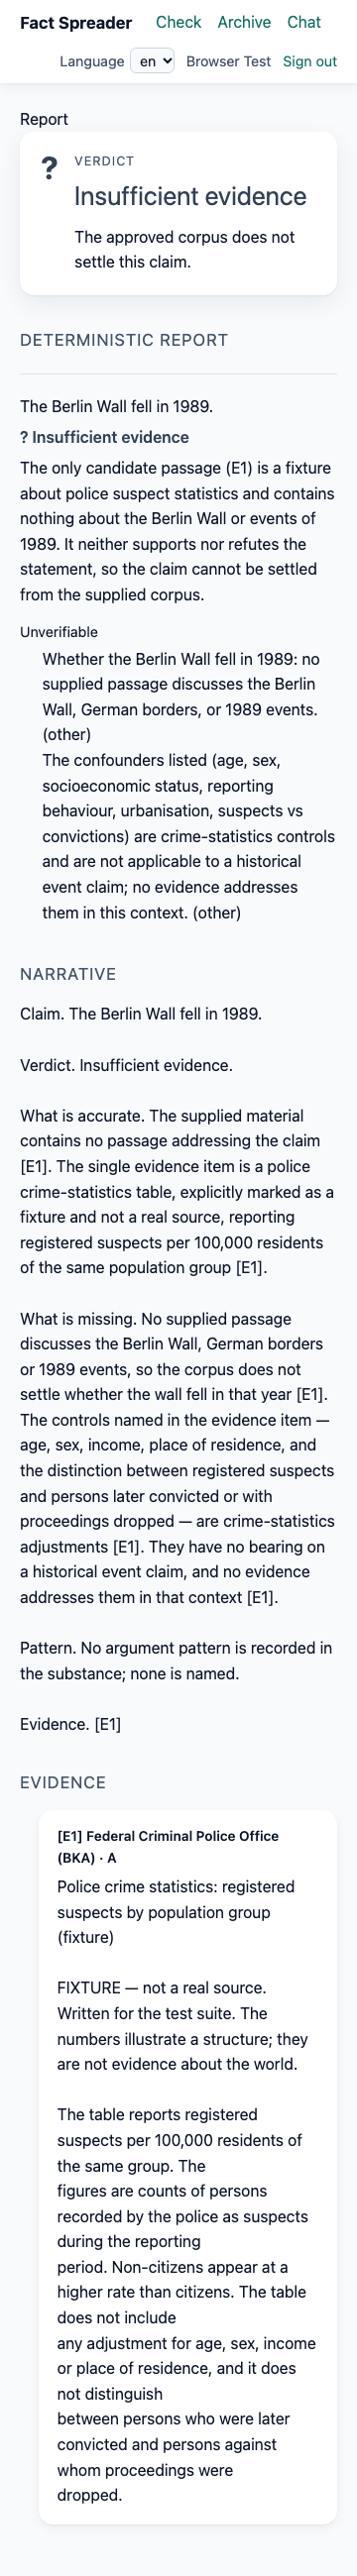 Fact Spreader Check Archive Chat
Language en Browser Test Sign out
Report
? VERDICT
Insufficient evidence
The approved corpus does not
settle this claim.
DETERMINISTIC REPORT
The Berlin Wall fell in 1989.
? Insufficient evidence
The only candidate passage (E1) is a fixture
about police suspect statistics and contains
nothing about the Berlin Wall or events of
1989. It neither supports nor refutes the
statement, so the claim cannot be settled
from the supplied corpus.
Unverifiable
Whether the Berlin Wall fell in 1989: no
supplied passage discusses the Berlin
Wall, German borders, or 1989 events.
(other)
The confounders listed (age, sex,
socioeconomic status, reporting
behaviour, urbanisation, suspects vs
convictions) are crime-statistics controls
and are not applicable to a historical
event claim; no evidence addresses
them in this context. (other)
NARRATIVE
Claim. The Berlin Wall fell in 1989.
Verdict. Insufficient evidence.
What is accurate. The supplied material
contains no passage addressing the claim
[E1]. The single evidence item is a police
crime-statistics table, explicitly marked as a
fixture and not a real source, reporting
registered suspects per 100,000 residents
of the same population group [E1].
What is missing. No supplied passage
discusses the Berlin Wall, German borders
or 1989 events, so the corpus does not
settle whether the wall fell in that year [E1].
The controls named in the evidence item —
age, sex, income, place of residence, and
the distinction between registered suspects
and persons later convicted or with
proceedings dropped — are crime-statistics
adjustments [E1]. They have no bearing on
a historical event claim, and no evidence
addresses them in that context [E1].
Pattern. No argument pattern is recorded in
the substance; none is named.
Evidence. [E1]
EVIDENCE
[E1] Federal Criminal Police Office
(BKA) · A
Police crime statistics: registered
suspects by population group
(fixture)
FIXTURE — not a real source.
Written for the test suite. The
numbers illustrate a structure; they
are not evidence about the world.
The table reports registered
suspects per 100,000 residents of
the same group. The
figures are counts of persons
recorded by the police as suspects
during the reporting
period. Non-citizens appear at a
higher rate than citizens. The table
does not include
any adjustment for age, sex, income
or place of residence, and it does
not distinguish
between persons who were later
convicted and persons against
whom proceedings were
dropped.